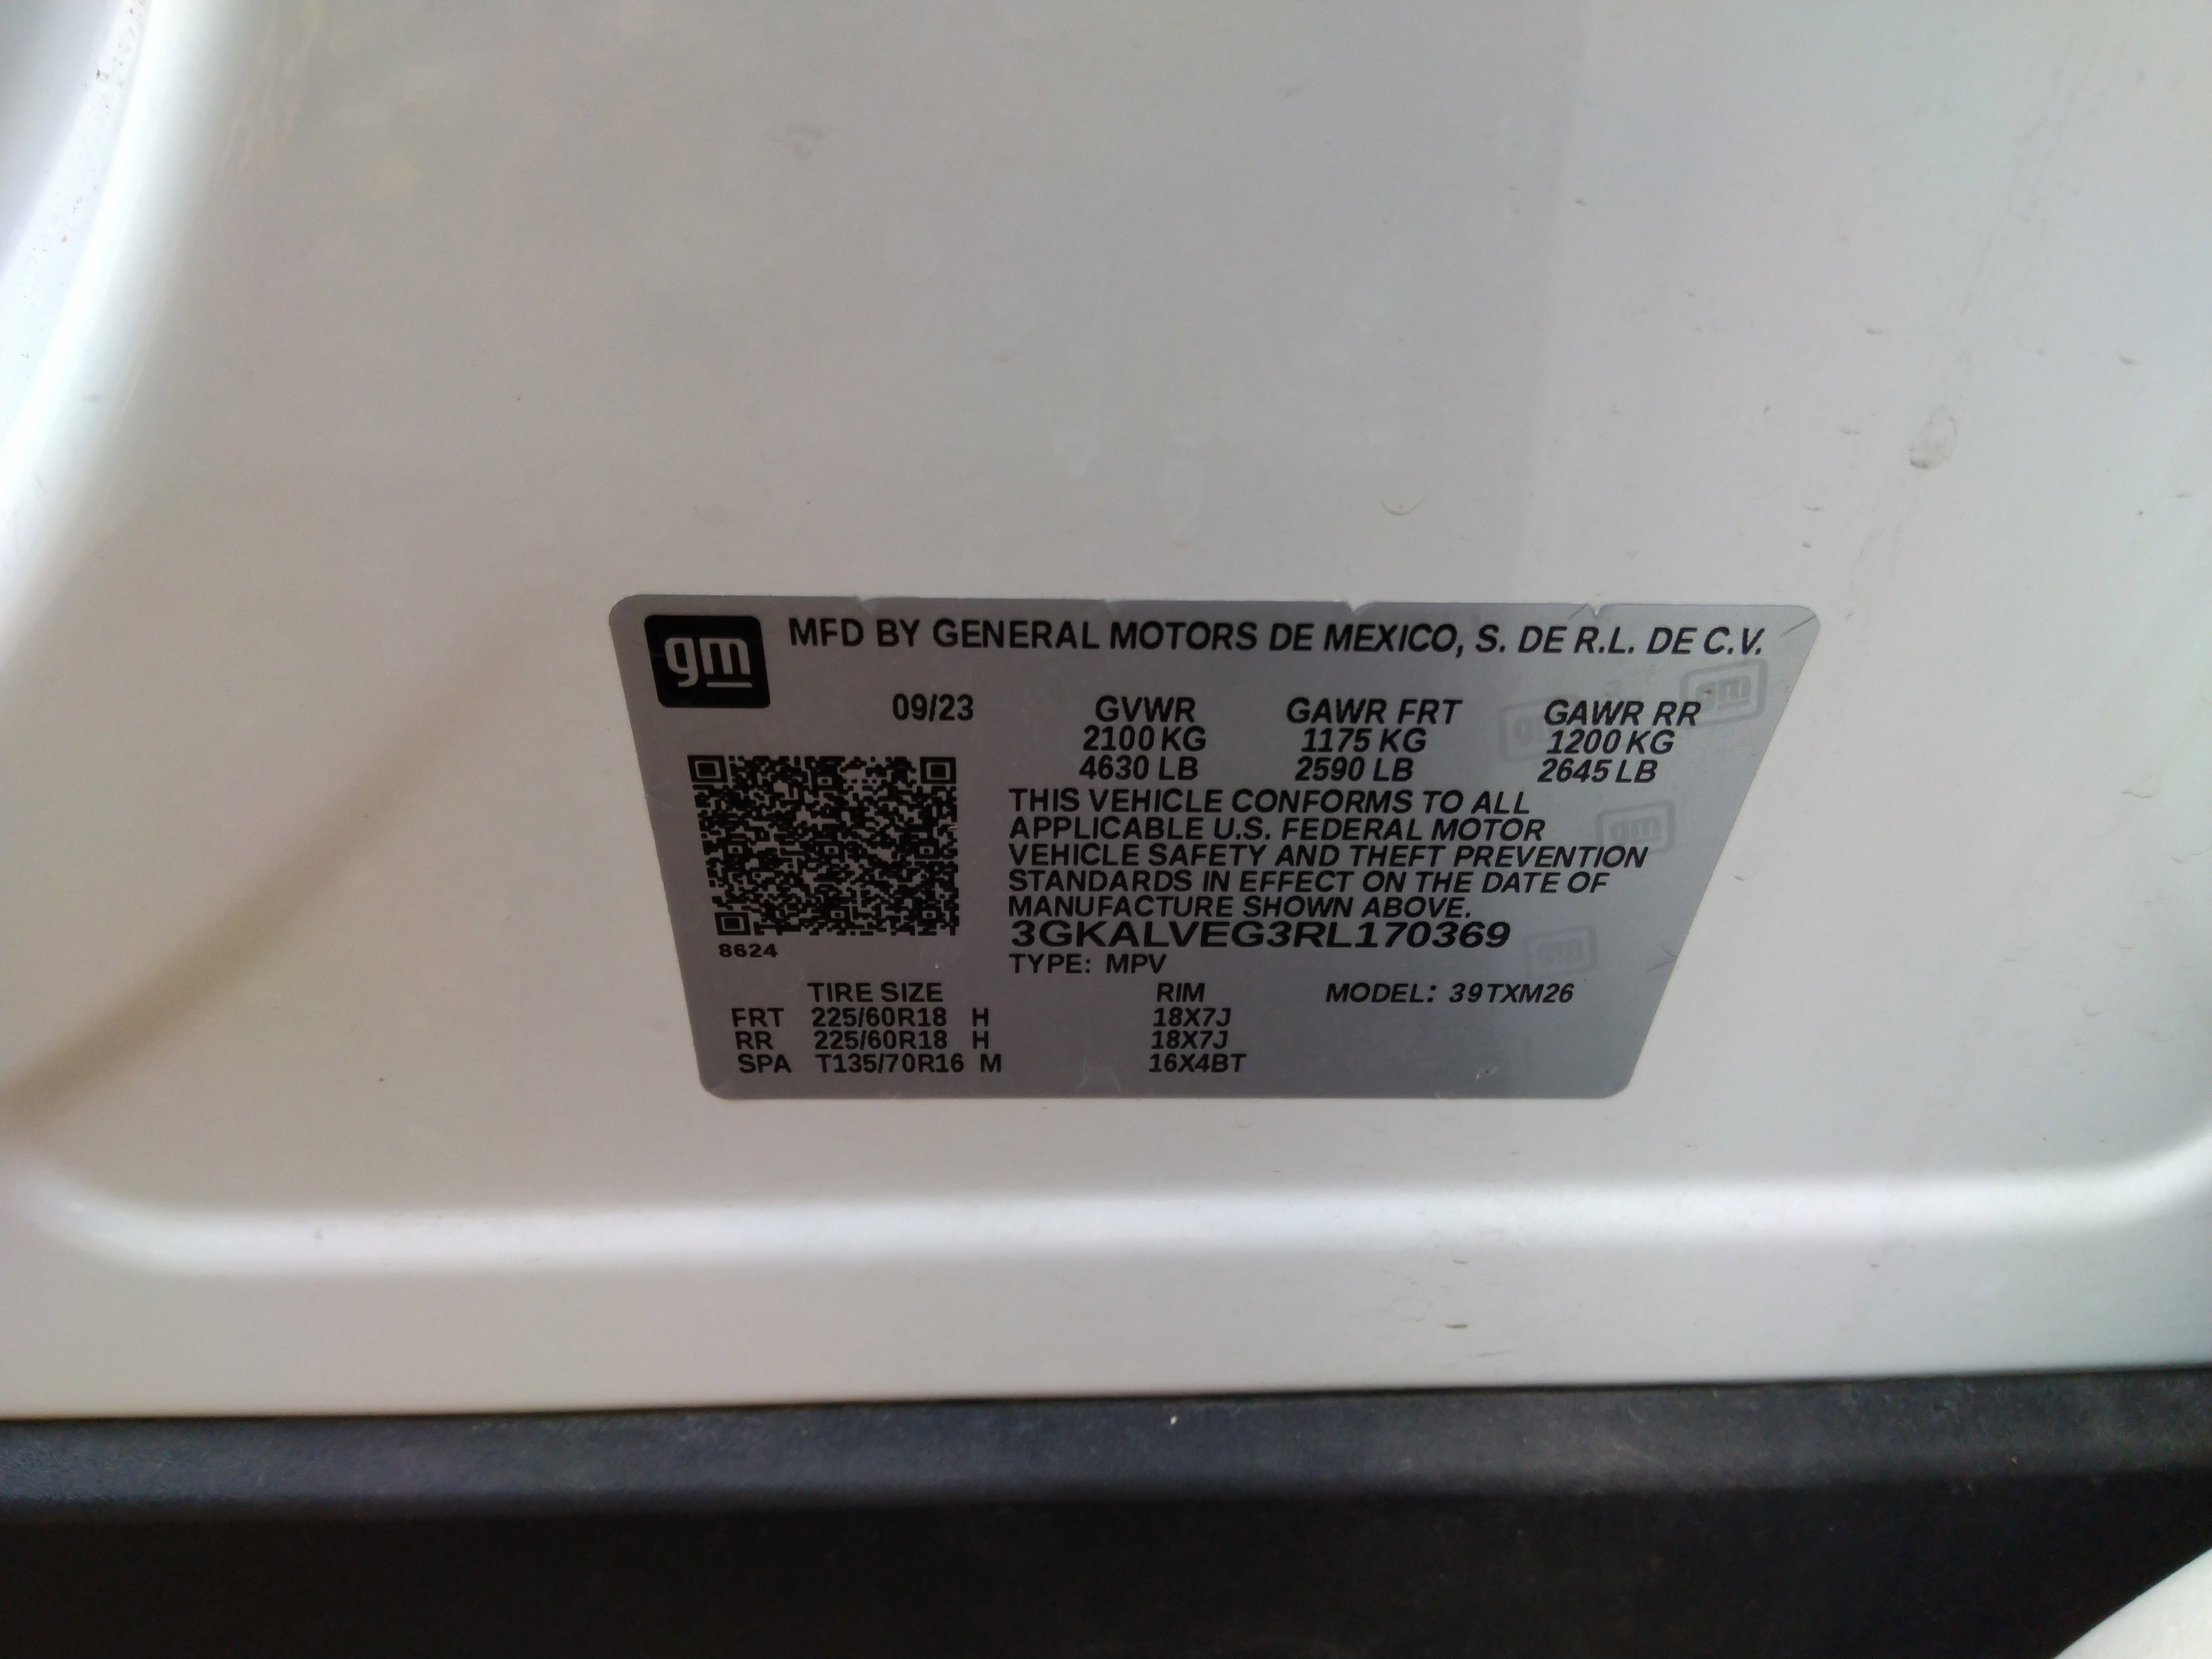 gm MFD BY GENERAL MOTORS DE MEXICO, S. DE R.L. DE C.V.
09/23 GVWR GAWR FRT GAWR RR
2100 KG 1175 KG 1200 KG
4630 LB 2590 LB 2645 LB
THIS VEHICLE CONFORMS TO ALL
APPLICABLE U.S. FEDERAL MOTOR
VEHICLE SAFETY AND THEFT PREVENTION
STANDARDS IN EFFECT ON THE DATE OF
MANUFACTURE SHOWN ABOVE.
3GKALVEG3RL170369
8624
TYPE: MPV
TIRE SIZE RIM MODEL: 39TXM26
FRT 225/60R18 H 18X7J
RR 225/60R18 H 18X7J
SPA T135/70R16 M 16X4BT